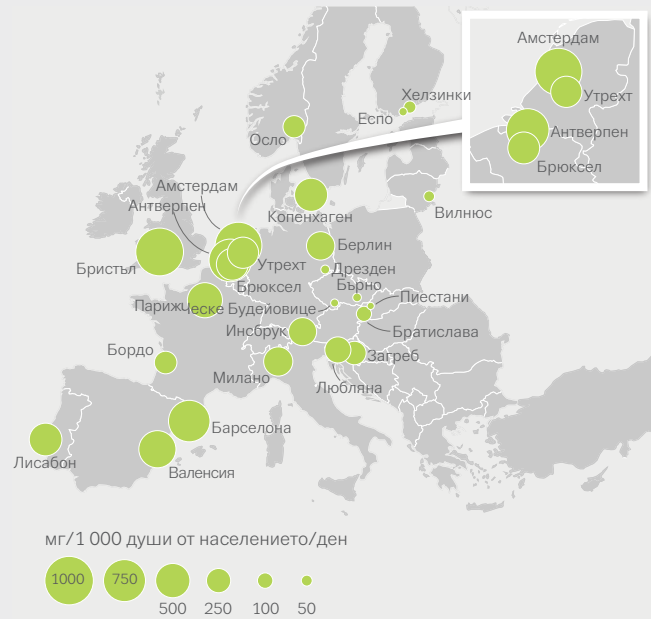 Амстердам
Утрехт
Антверпен
Брюксел
Хелзинки
Еспо
Осло
Амстердам
Антверпен
Копенхаген
Вилнюс
Бристъл
Берлин
Утрехт
Дрезден
Брюксел
Бърно
Париж
Ческе Будейовице
Пиестани
Инсбрук
Братислава
Бордо
Загреб
Милано
Любляна
Барселона
Лисабон
Валенсия
мг/1 000 души от населението/ден
1000 750
500 250 100 50